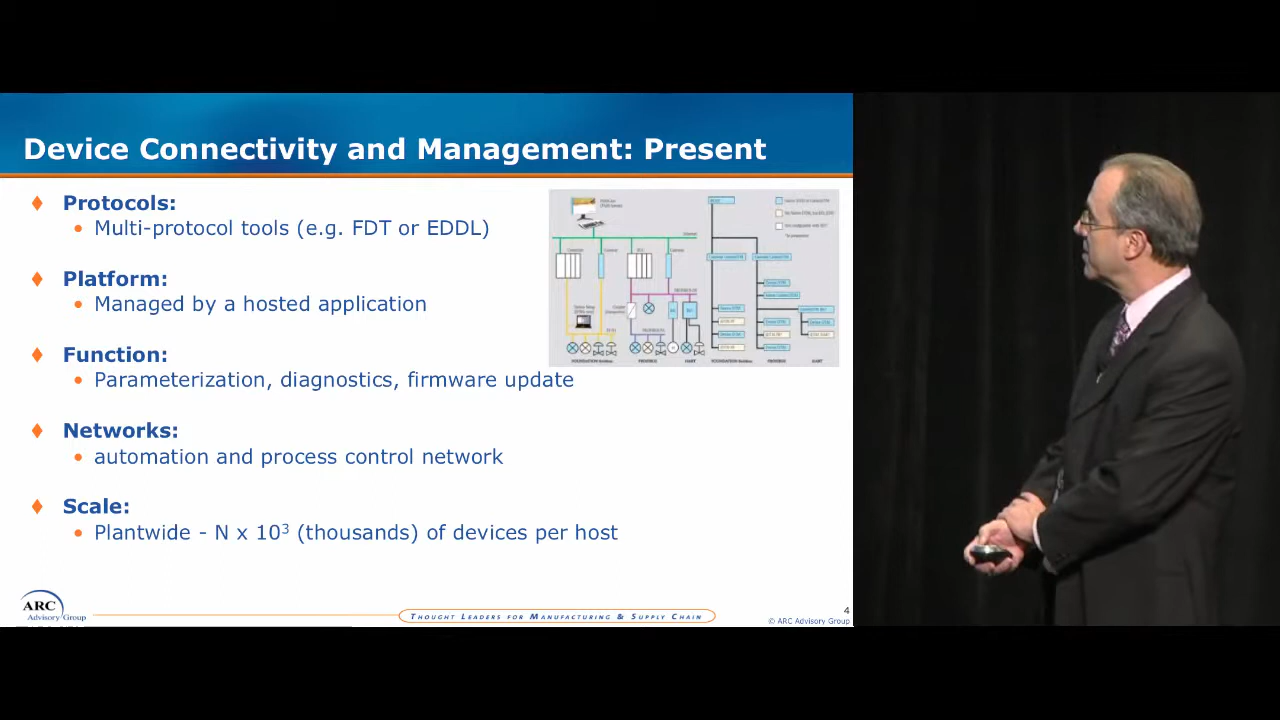 Device Connectivity and Management: Present
Protocols:
Multi-protocol tools (e.g. FDT or EDDL)
Platform:
Managed by a hosted application
Function:
Parameterization, diagnostics, firmware update
Networks:
automation and process control network
Scale:
Plantwide - N x 10³ (thousands) of devices per host
ARC
Advisory Group
THOUGHT LEADERS FOR MANUFACTURING & SUPPLY CHAIN
4
© ARC Advisory Group